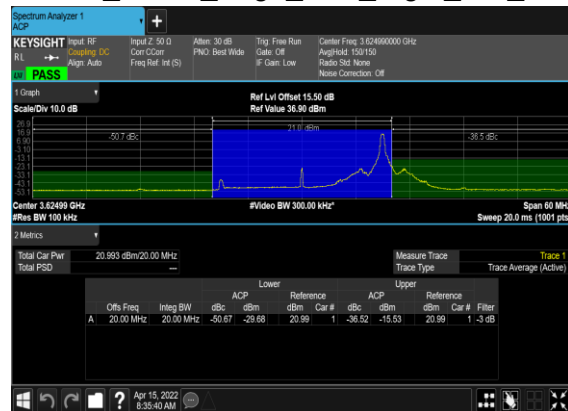 Spectrum Analyzer 1
ACP
KEYSIGHT Input: RF Input Z: 50 Ω Atten: 30 dB Trig: Free Run Center Freq: 3.624990000 GHz
RL Coupling: DC Corr CCorr PNO: Best Wide Gate: Off Avg|Hold: 150/150
Align: Auto Freq Ref: Int (S) IF Gain: Low Radio Std: None
PASS Noise Correction: Off
1 Graph
Ref Lvl Offset 15.50 dB
Scale/Div 10.0 dB Ref Value 36.90 dBm
26.9
16.9
6.90
-3.10
-13.1
-23.1
-33.1
-43.1
-53.1
-50.7 dBc 21.0 dBm -36.5 dBc
Center 3.62499 GHz #Video BW 300.00 kHz* Span 60 MHz
#Res BW 100 kHz Sweep 20.0 ms (1001 pts
2 Metrics
Total Car Pwr 20.993 dBm/20.00 MHz Measure Trace Trace 1
Total PSD --- Trace Type Trace Average (Active)
Lower Upper
ACP Reference ACP Reference
Offs Freq Integ BW dBc dBm dBm Car # dBc dBm dBm Car # Filter
A 20.00 MHz 20.00 MHz -50.67 -29.68 20.99 1 -36.52 -15.53 20.99 1 -3 dB
Apr 15, 2022
8:35:40 AM